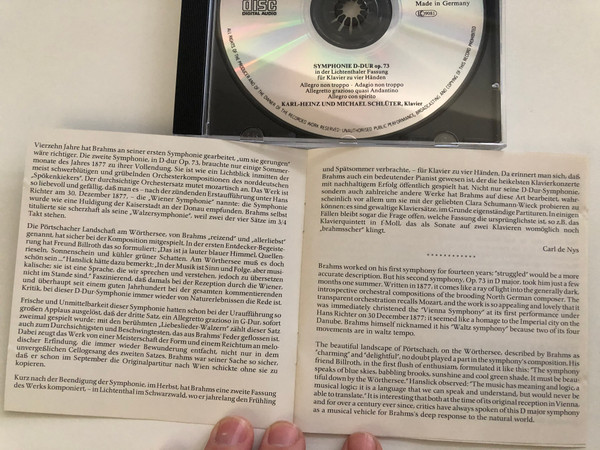 disc
DIGITAL AUDIO
Made in Germany
SYMPHONIE D-DUR op. 73
in der Lichtenthaler Fassung
für Klavier zu vier Händen
Allegro non troppo · Adagio non troppo
Allegretto grazioso quasi Andantino
Allegro con spirito
KARL-HEINZ UND MICHAEL SCHLÜTER, Klavier
Vierzehn Jahre hat Brahms an seiner ersten Symphonie gearbeitet, „um sie gerungen"
wäre richtiger. Die zweite Symphonie, in D-dur Op. 73, brauchte nur einige Sommer-
monate des Jahres 1877 zu ihrer Vollendung. Sie ist wie ein Lichtblick inmitten der
meist schwerblütigen und grübelnden Orchesterkompositionen des norddeutschen
„Spökenkiekers". Der durchsichtige Orchestersatz mutet mozartisch an. Das Werk ist
so liebevoll und gefällig, daß man es – nach der zündenden Erstaufführung unter Hans
Richter am 30. Dezember 1877, – die "Wiener Symphonie" nannte: die Symphonie
wurde wie eine Huldigung der Kaiserstadt an der Donau empfunden. Brahms selbst
titulierte sie scherzhaft als seine „Walzersymphonie", weil zwei der vier Sätze im 3/4
Takt stehen.
Die Pörtschacher Landschaft am Wörthersee, von Brahms „reizend" und „allerliebst"
genannt, hat sicher bei der Komposition mitgespielt. In der ersten Entdecker-Begeiste-
rung hat Freund Billroth das so formuliert: „Das ist ja lauter blauer Himmel, Quellen-
rieseln, Sonnenschein und kühler grüner Schatten. Am Wörthersee muß es doch
schön sein ..." Hanslick hätte dazu bemerkt: „In der Musik ist Sinn und Folge, aber musi-
kalische; sie ist eine Sprache, die wir sprechen und verstehen, jedoch zu übersetzen
nicht im Stande sind." Faszinierend, daß damals bei der Rezeption durch die Wiener,
und überhaupt seit einem guten Jahrhundert bei der gesamten kommentierenden
Kritik, bei dieser D-Dur-Symphonie immer wieder von Naturerlebnissen die Rede ist.
Frische und Unmittelbarkeit dieser Symphonie hatten schon bei der Uraufführung so
großen Applaus ausgelöst, daß der dritte Satz, ein Allegretto grazioso in G-Dur, sofort
zweimal gespielt wurde: mit den berühmten „Liebeslieder-Walzern" zählt dieser Satz
auch zum Durchsichtigsten und Beschwingtesten, das aus Brahms' Feder geflossen ist.
Dabei zeugt das Werk von einer Meisterschaft der Form und einem Reichtum an melo-
discher Erfindung, die immer wieder Bewunderung entfacht, nicht nur in dem
unvergeßlichen Cellogesang des zweiten Satzes. Brahms war seiner Sache so sicher,
daß er schon im September die Originalpartitur nach Wien schickte ohne sie zu
kopieren.
Kurz nach der Beendigung der Symphonie, im Herbst, hat Brahms eine zweite Fassung
des Werks komponiert, – in Lichtenthal im Schwarzwald, wo er jahrelang den Frühling
und Spätsommer verbrachte, – für Klavier zu vier Händen. Da erinnert man sich, daß
Brahms auch ein bedeutender Pianist gewesen ist, der die heikelsten Klavierkonzerte
mit nachhaltigem Erfolg öffentlich gespielt hat. Nicht nur seine D-Dur-Symphonie,
sondern auch zahlreiche andere Werke hat Brahms auf diese Art bearbeitet, wahr-
scheinlich vor allem um sie mit der geliebten Clara Schumann-Wieck probieren zu
können; es sind gewaltige Klaviersätze, im Grunde eigenständige Partituren. In einigen
Fällen bleibt sogar die Frage offen, welche Fassung die ursprünglichste ist, so z.B. das
Klavierquintett in f-Moll, das als Sonate auf zwei Klavieren womöglich noch
„brahmsscher" klingt.
Carl de Nys
............
Brahms worked on his first symphony for fourteen years; "struggled" would be a more
accurate description. But his second symphony, Op. 73 in D major, took him just a few
months one summer. Written in 1877, it comes like a ray of light into the generally dark,
introspective orchestral compositions of the brooding North German composer. The
transparent orchestration recalls Mozart, and the work is so appealing and lovely that it
was immediately christened the "Vienna Symphony" at its first performance under
Hans Richter on 30 December 1877; it seemed like a homage to the Imperial city on the
Danube. Brahms himself nicknamed it his "Waltz symphony" because two of its four
movements are in waltz tempo.
The beautiful landscape of Pörtschach, on the Wörthersee, described by Brahms as
"charming" and "delightful", no doubt played a part in the symphony's composition. His
friend Billroth, in the first flush of enthusiasm, formulated it like this: "The symphony
speaks of blue skies, babbling brooks, sunshine and cool green shade. It must be beau-
tiful down by the Wörthersee." Hanslick observed: "The music has meaning and logic, a
musical logic; it is a language that we can speak and understand, but would never be
able to translate." It is interesting that both at the time of its original reception in Vienna,
and for over a century ever since, critics have always spoken of this D major symphony
as a musical vehicle for Brahms's deep response to the natural world.